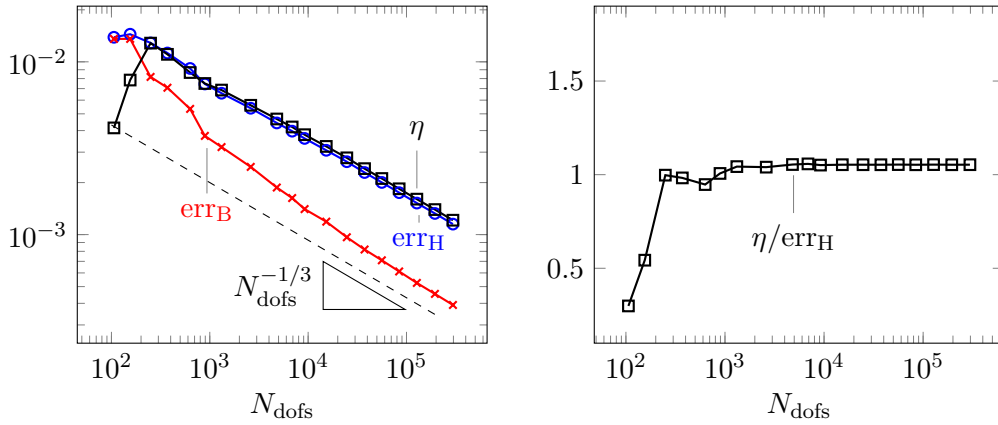 10^{-2}
10^{-3}
10^2
10^3
10^4
10^5
N_{dofs}
η
err_B
err_H
N_{dofs}^{-1/3}
1.5
1
0.5
10^2
10^3
10^4
10^5
N_{dofs}
η/err_H